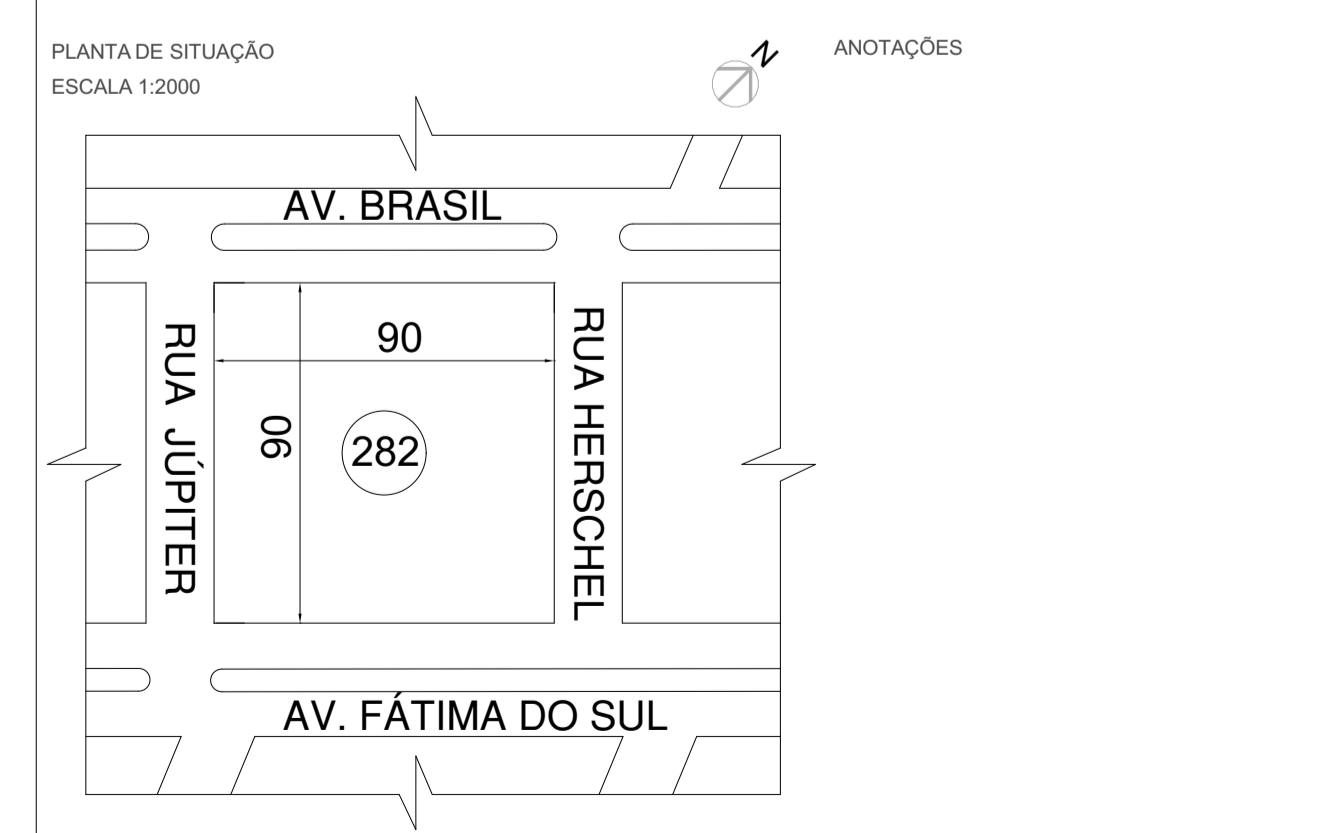 PLANTA DE SITUAÇÃO
ESCALA 1:2000
N
ANOTAÇÕES
AV. BRASIL
RUA JÚPITER
90
90
282
RUA HERSCHEL
AV. FÁTIMA DO SUL